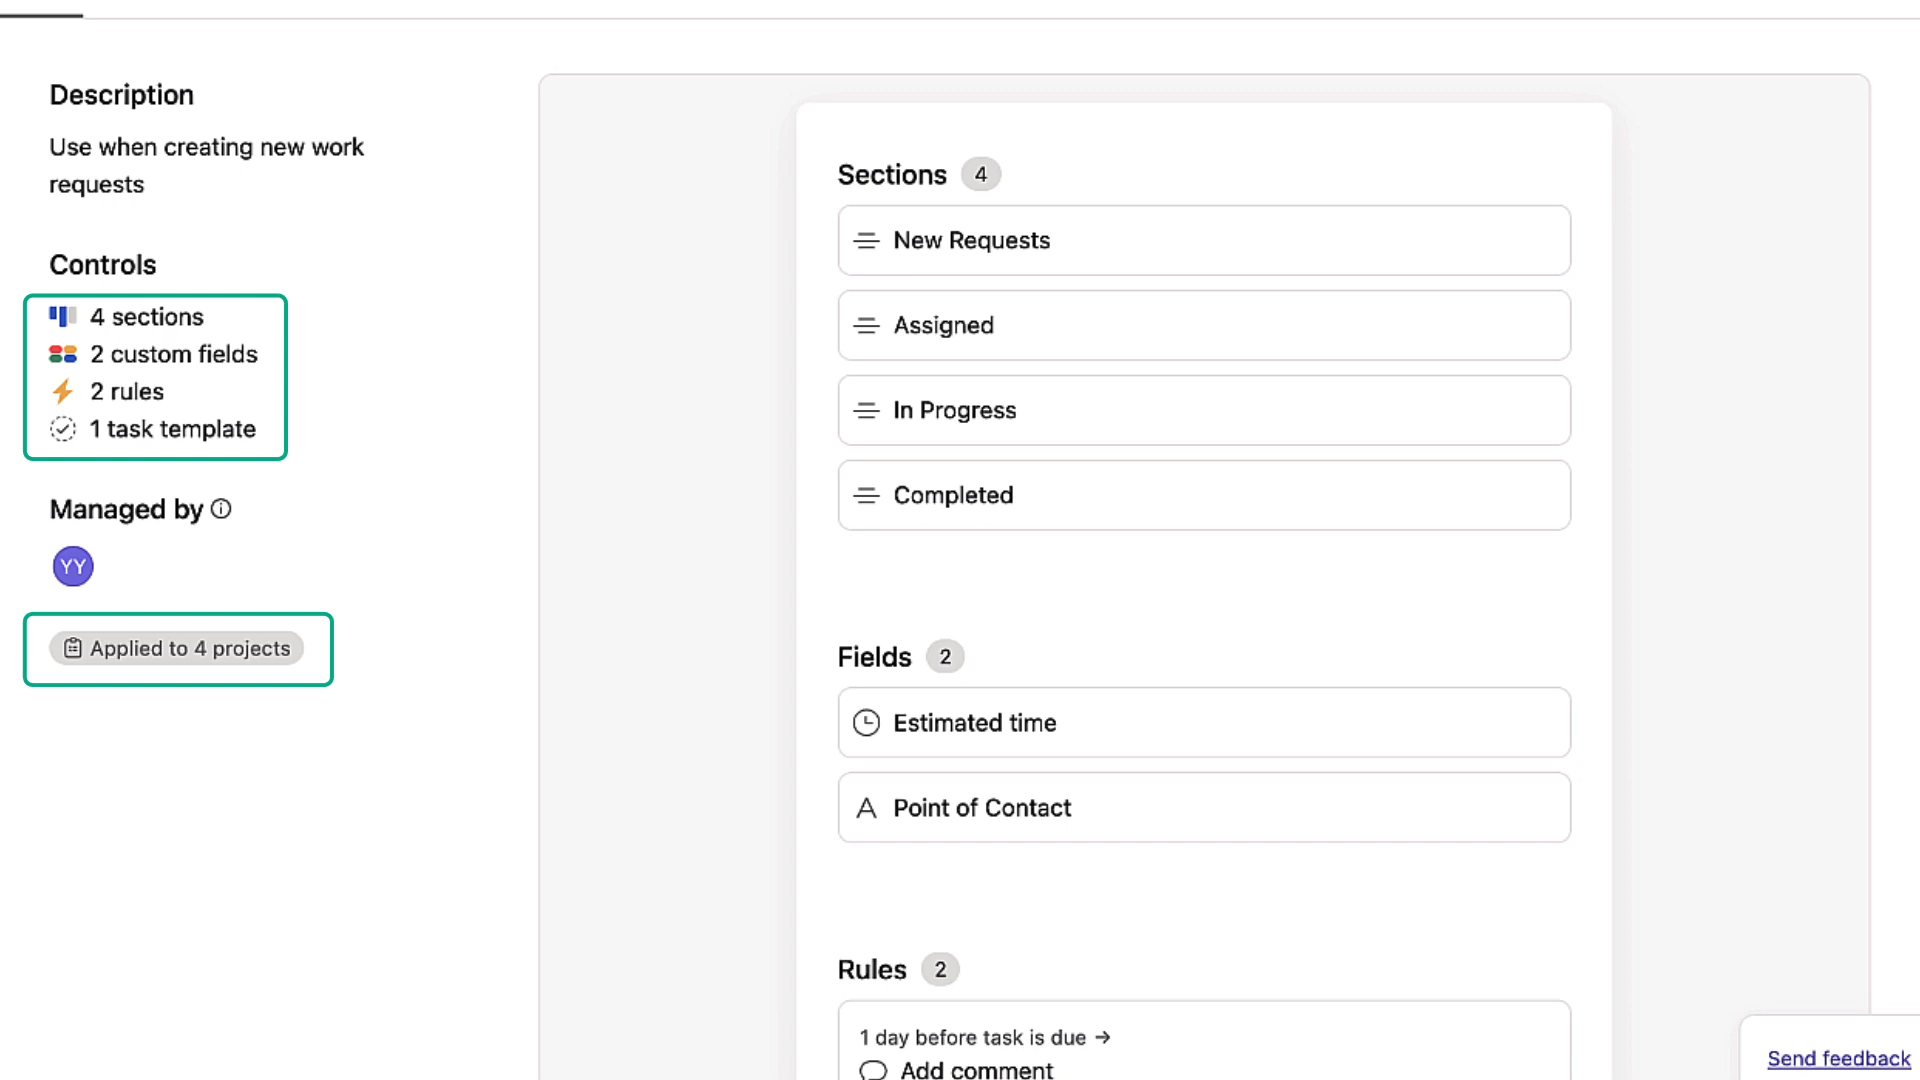 Description
Use when creating new work
requests
Controls
4 sections
2 custom fields
2 rules
1 task template
Managed by
YY
Applied to 4 projects
Sections 4
New Requests
Assigned
In Progress
Completed
Fields 2
Estimated time
Point of Contact
Rules 2
1 day before task is due →
Add comment
Send feedback